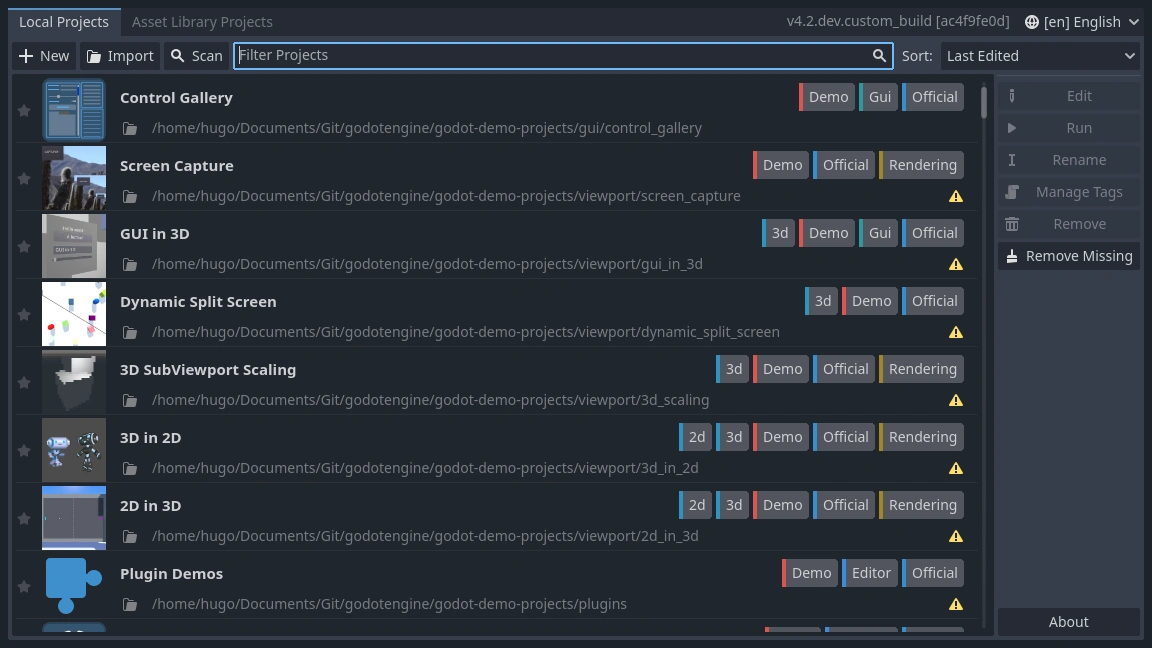 Local Projects Asset Library Projects v4.2.dev.custom_build [ac4f9fe0d] [en] English
New Import Scan Filter Projects Sort: Last Edited
Control Gallery Demo Gui Official
/home/hugo/Documents/Git/godotengine/godot-demo-projects/gui/control_gallery
Screen Capture Demo Official Rendering
/home/hugo/Documents/Git/godotengine/godot-demo-projects/viewport/screen_capture
GUI in 3D 3d Demo Gui Official
/home/hugo/Documents/Git/godotengine/godot-demo-projects/viewport/gui_in_3d
Dynamic Split Screen 3d Demo Official
/home/hugo/Documents/Git/godotengine/godot-demo-projects/viewport/dynamic_split_screen
3D SubViewport Scaling 3d Demo Official Rendering
/home/hugo/Documents/Git/godotengine/godot-demo-projects/viewport/3d_scaling
3D in 2D 2d 3d Demo Official Rendering
/home/hugo/Documents/Git/godotengine/godot-demo-projects/viewport/3d_in_2d
2D in 3D 2d 3d Demo Official Rendering
/home/hugo/Documents/Git/godotengine/godot-demo-projects/viewport/2d_in_3d
Plugin Demos Demo Editor Official
/home/hugo/Documents/Git/godotengine/godot-demo-projects/plugins
Edit
Run
Rename
Manage Tags
Remove
Remove Missing
About